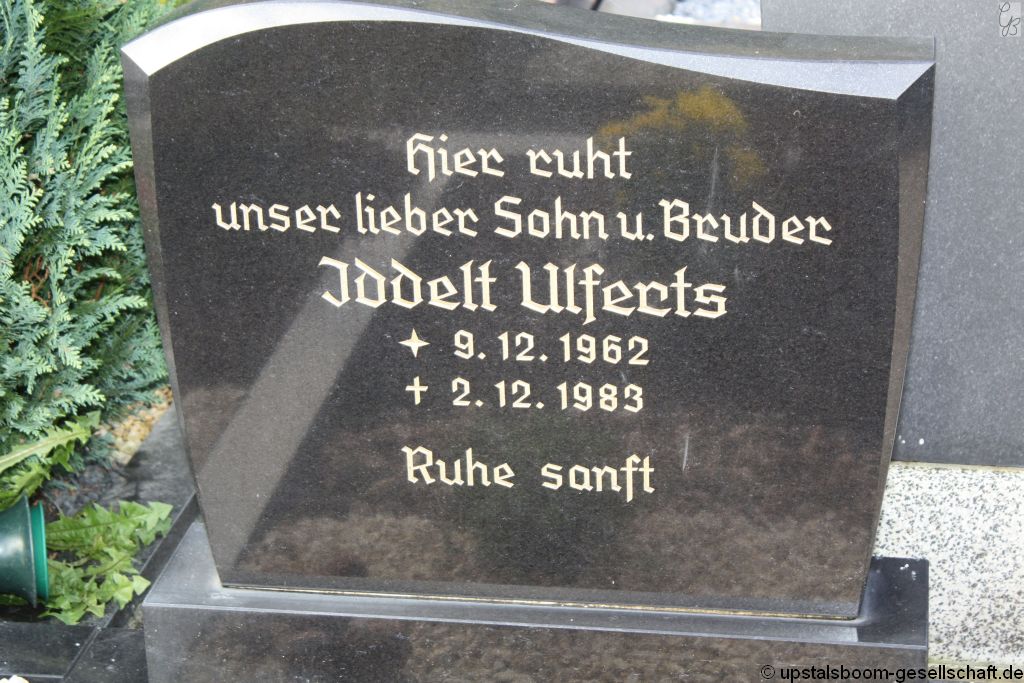 Hier ruht
unser lieber Sohn u. Bruder
Iddelt Ulferts
✦ 9.12.1962
✝ 2.12.1983
Ruhe sanft
© upstalsboom-gesellschaft.de